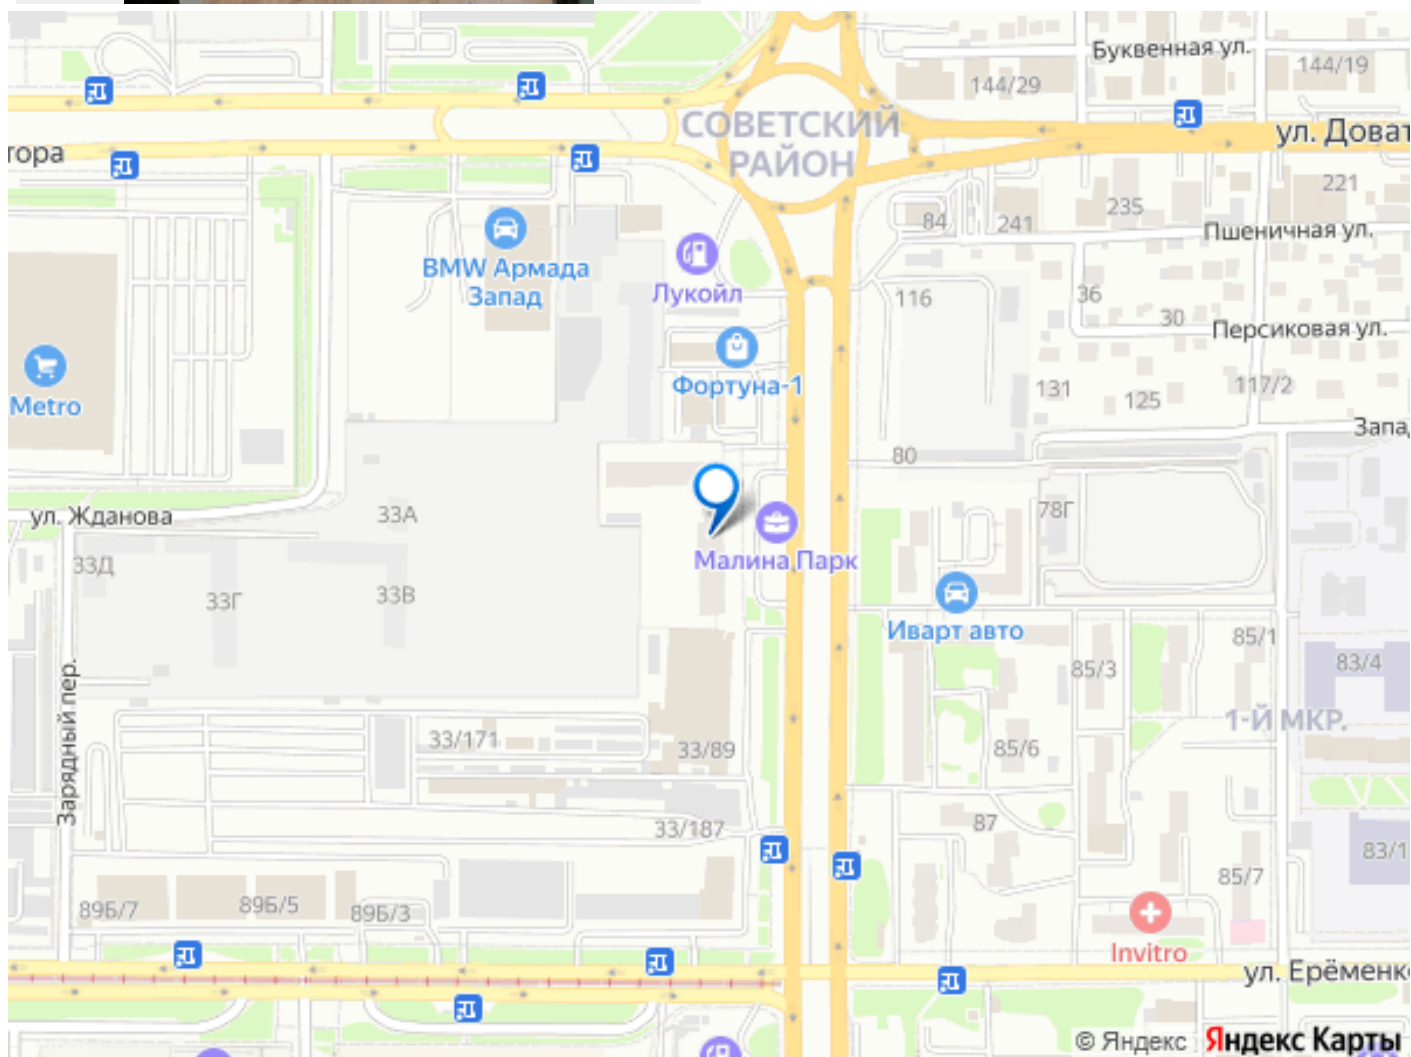 Буквенная ул.
144/19
144/29
СОВЕТСКИЙ
РАЙОН
ул. Доват
тора
221
235
84
241
Пшеничная ул.
BMW Армада
Запад
Лукойл
116
36
30
Персиковая ул.
Metro
Фортуна-1
131
125
117/2
Запад
80
ул. Жданова
33А
78Г
Малина Парк
33Д
33Г
33В
Иварт авто
85/1
85/3
83/4
Зарядный пер.
1-Й МКР.
33/171
33/89
85/6
33/187
87
83/1
85/7
89Б/7
89Б/5
89Б/3
Invitro
ул. Ерёменко
© Яндекс Яндекс Карты